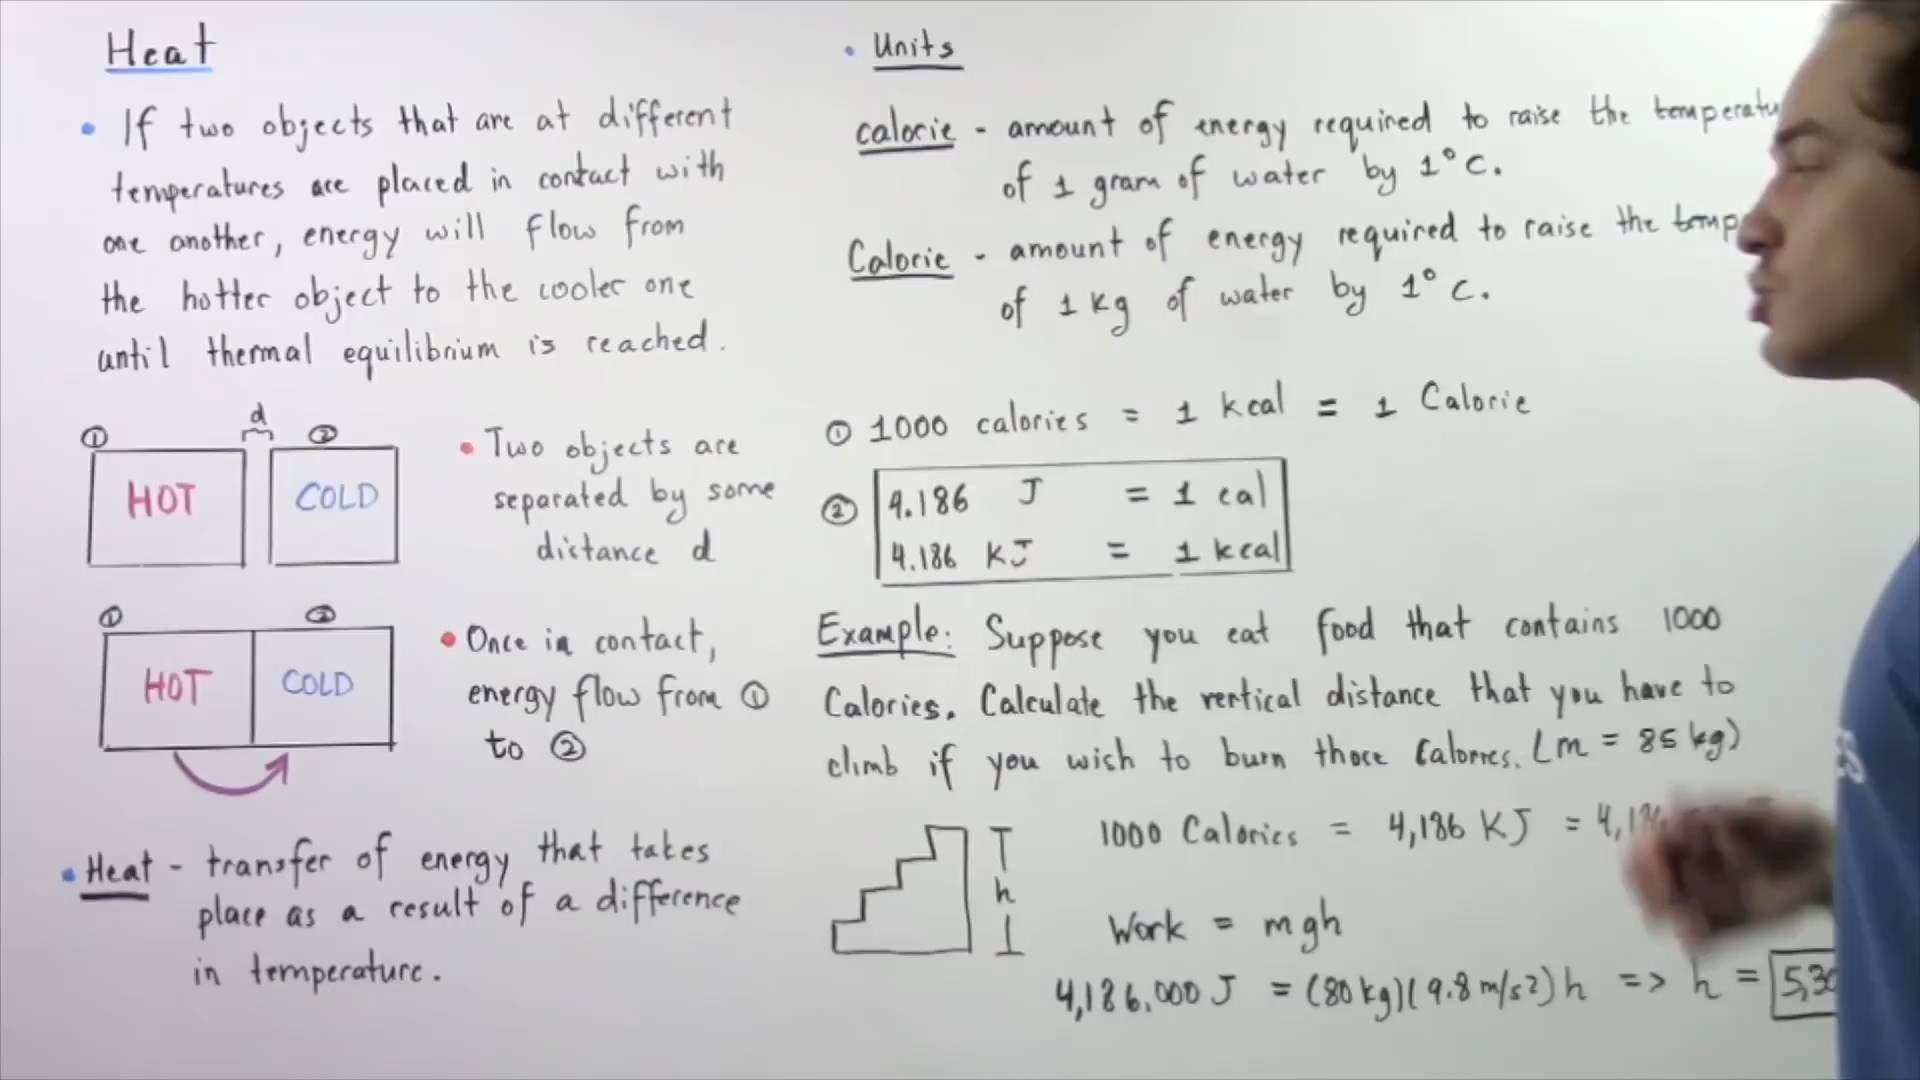 Heat
• If two objects that are at different
temperatures are placed in contact with
one another, energy will flow from
the hotter object to the cooler one
until thermal equilibrium is reached.
① d ②
HOT COLD
• Two objects are
separated by some
distance d
① ②
HOT COLD
• Once in contact,
energy flow from ①
to ②
• Heat - transfer of energy that takes
place as a result of a difference
in temperature.
• Units
calorie - amount of energy required to raise the temperatu
of 1 gram of water by 1°C.
Calorie - amount of energy required to raise the temp
of 1 kg of water by 1°C.
① 1000 calories = 1 kcal = 1 Calorie
② 4.186 J = 1 cal
4.186 KJ = 1 kcal
Example: Suppose you eat food that contains 1000
Calories. Calculate the vertical distance that you have to
climb if you wish to burn those Calories. (m = 85 kg)
h
1000 Calories = 4,186 KJ =
Work = mgh
4,186,000 J = (80 kg)(9.8 m/s²)h => h = 5,30